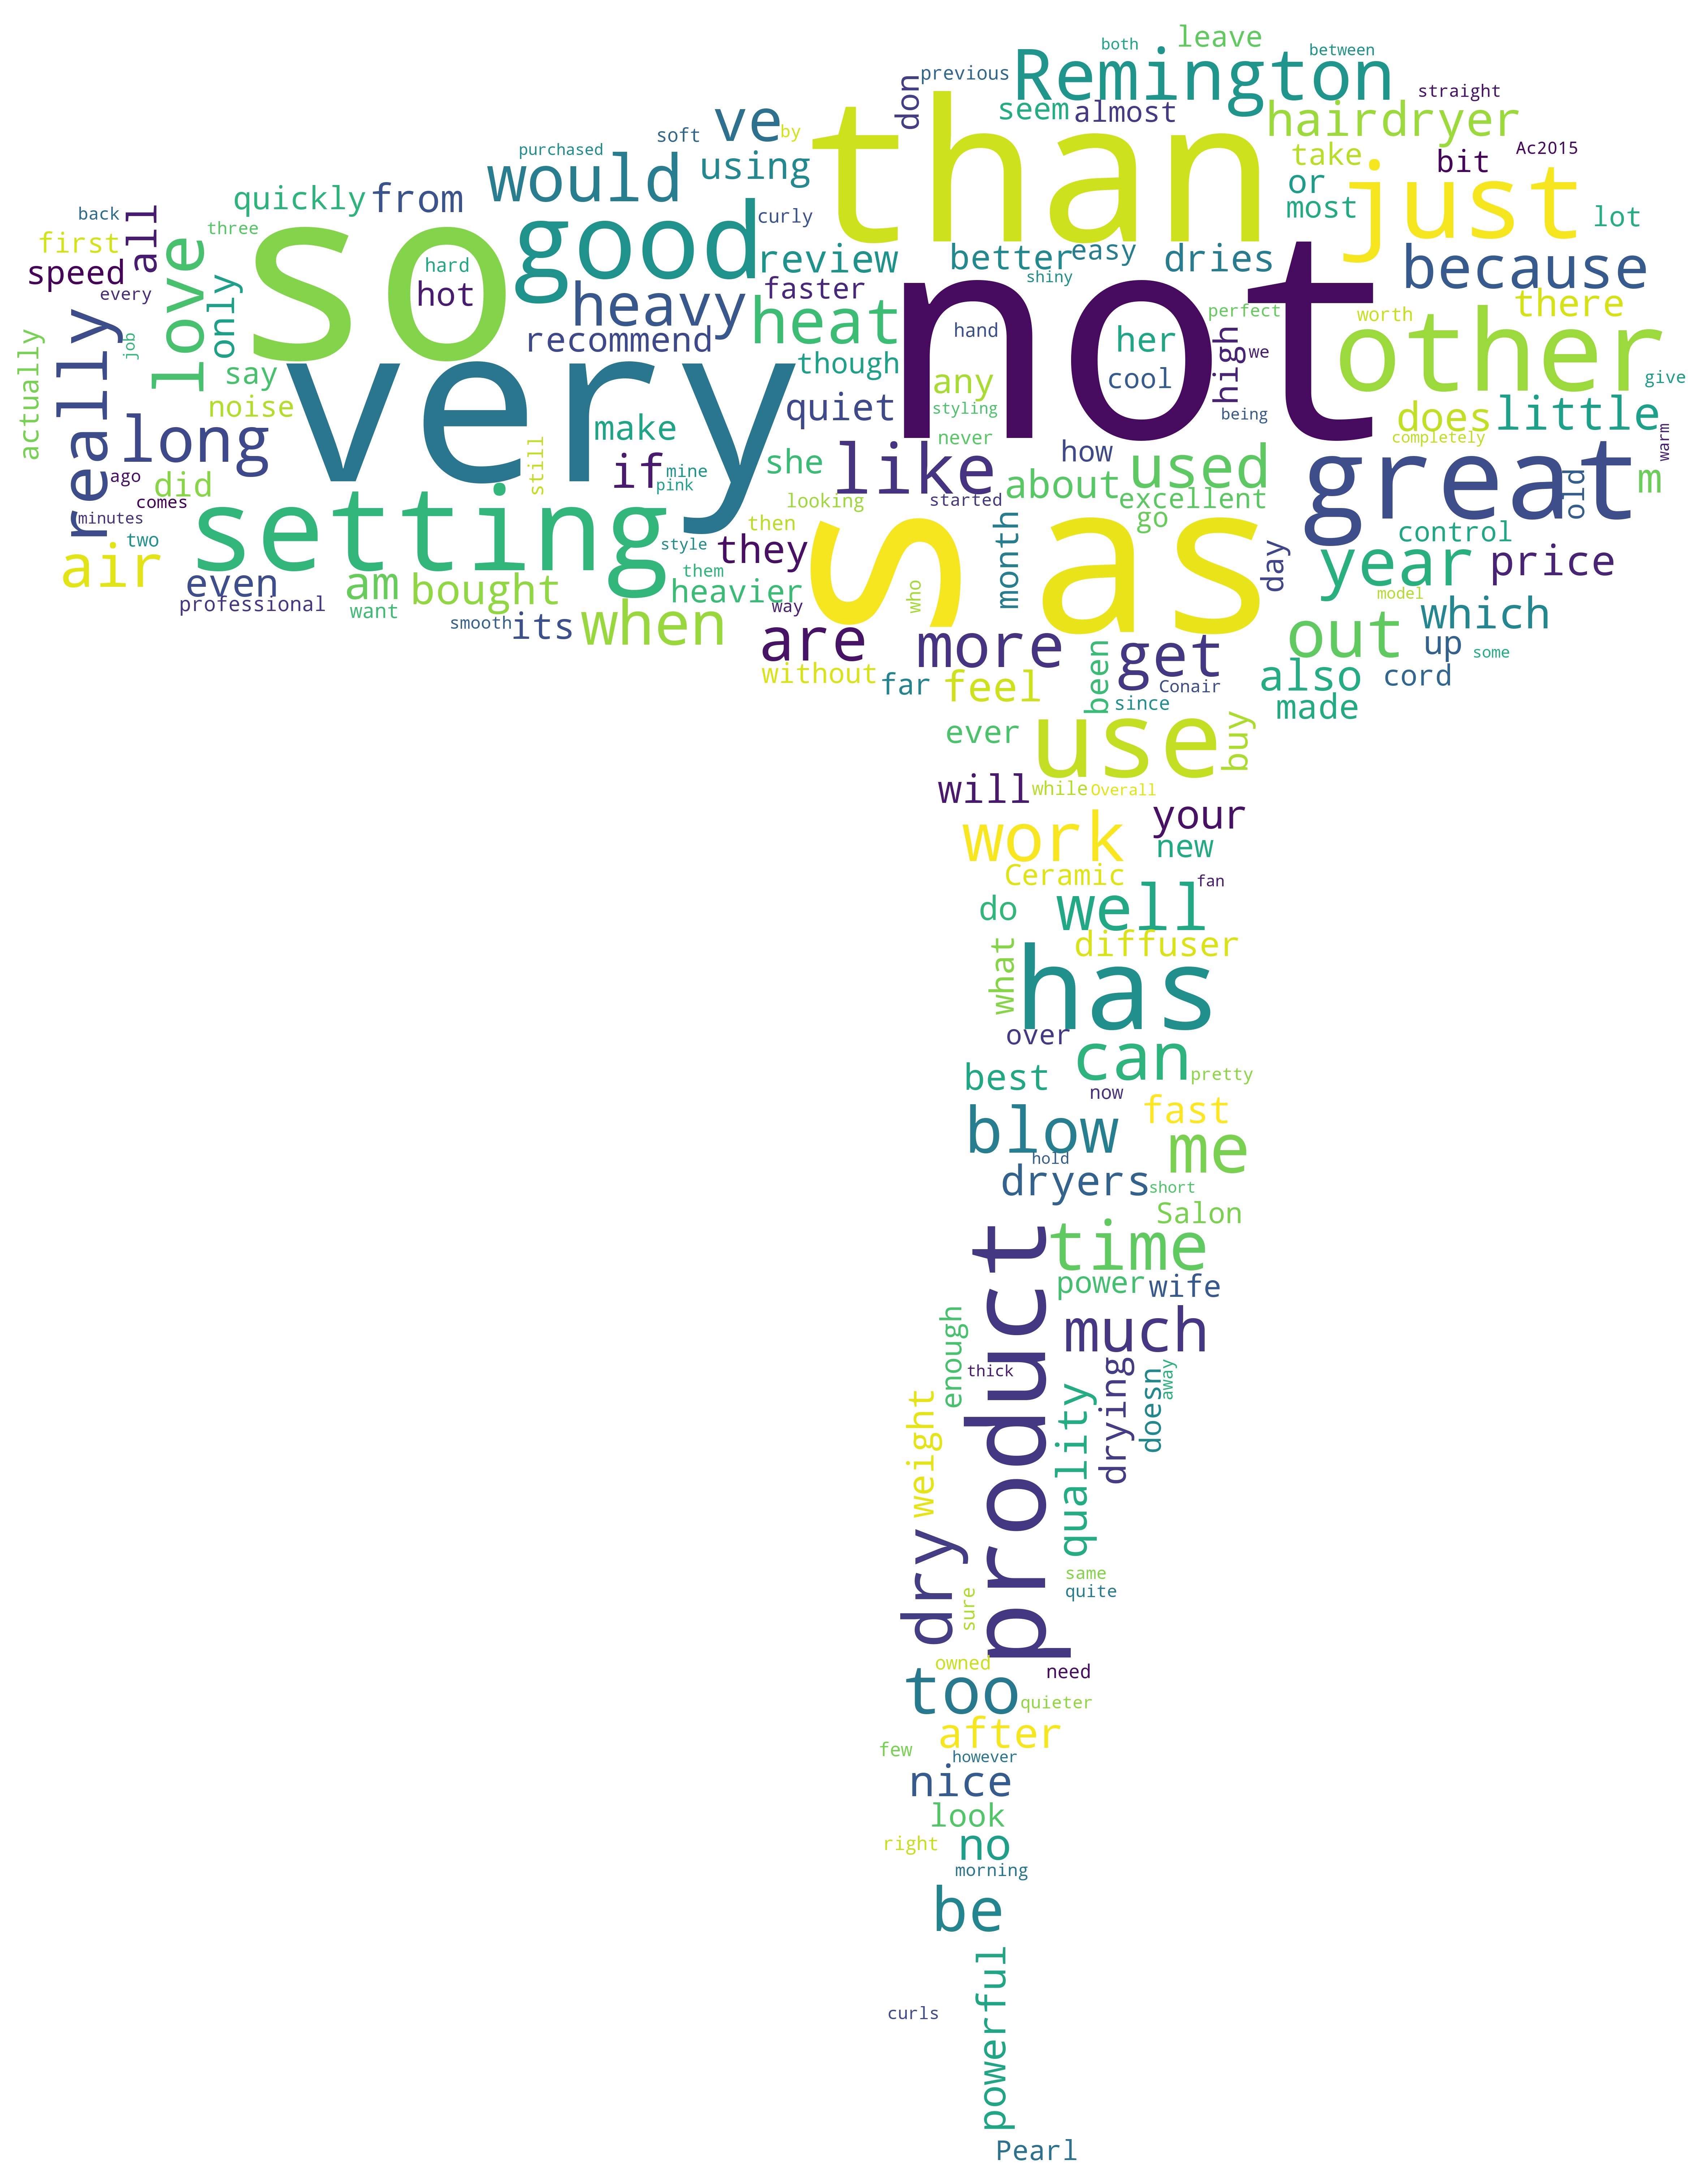 both
leave
between
Remington
previous
don
seem
almost
straight
hairdryer
ve
by
soft
than
take
bit
Ac2015
purchased
would
using
or
just
quickly
from
most
lot
back
three
all
good
curly
first
love
so
hard
review
better
easy
dries
because
speed
hot
heavy
faster
shiny
every
only
heat
not
perfect
worth
there
really
job
recommend
hand
her
high
we
other
actually
say
though
any
cool
give
noise
very
quiet
styling
being
does
little
long
make
never
completely
still
if
mine
she
like
how
used
great
warm
ago
did
pink
looking
started
about
excellent
old
m
comes
setting
then
go
minutes
two
style
they
s
month
as
day
control
air
even
am
bought
them
heavier
who
year
price
professional
want
way
model
smooth
its
when
are
more
get
out
which
up
some
without
far
feel
been
Conair
also
cord
since
made
ever
use
buy
will
while
Overall
work
your
new
Ceramic
fan
do
well
what
diffuser
has
over
can
best
pretty
now
fast
blow
me
hold
dryers
short
Salon
product
time
power
wife
enough
much
thick
drying
doesn
away
weight
quality
dry
same
sure
quite
owned
need
too
quieter
after
few
however
nice
look
right
no
morning
be
powerful
curls
Pearl